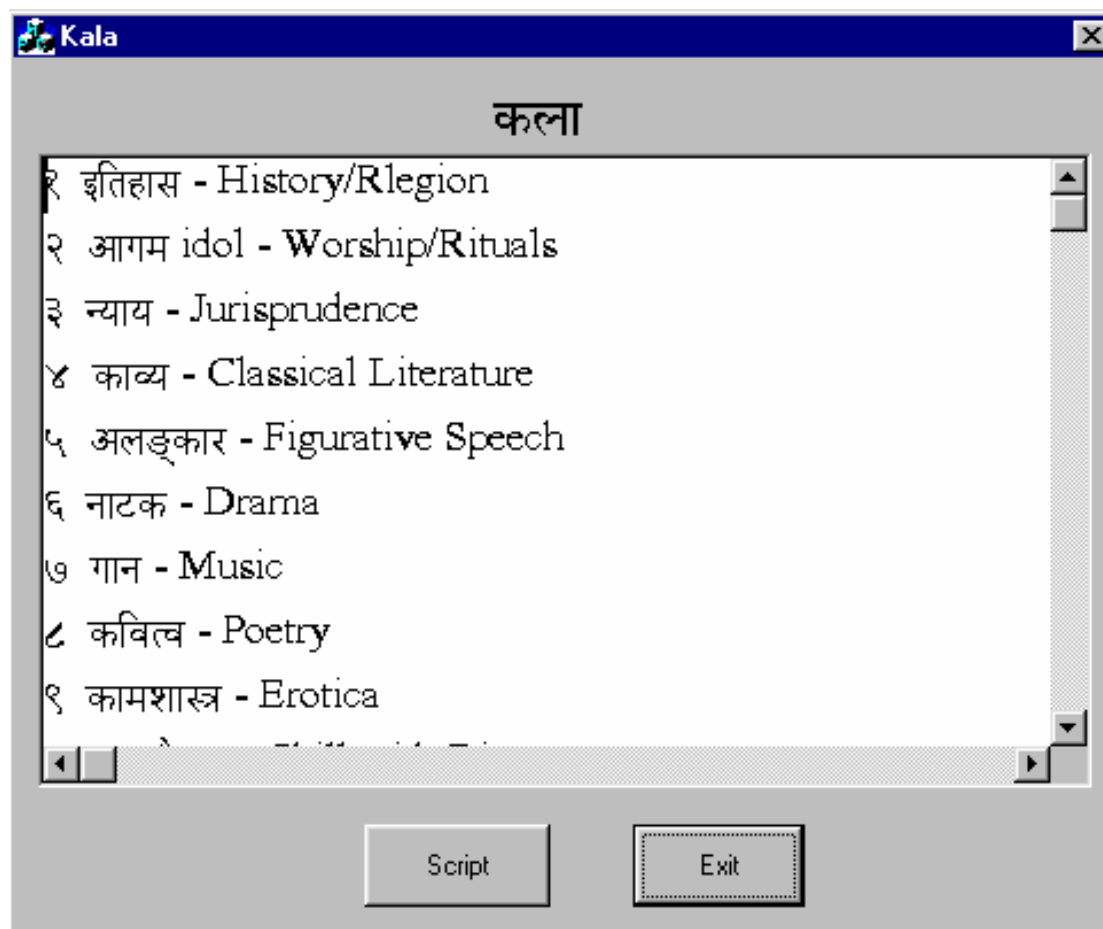 Kala
कला
१ इतिहास - History/Rlegion
२ आगम idol - Worship/Rituals
३ न्याय - Jurisprudence
४ काव्य - Classical Literature
५ अलङ्कार - Figurative Speech
६ नाटक - Drama
७ गान - Music
८ कवित्व - Poetry
९ कामशास्त्र - Erotica
Script Exit